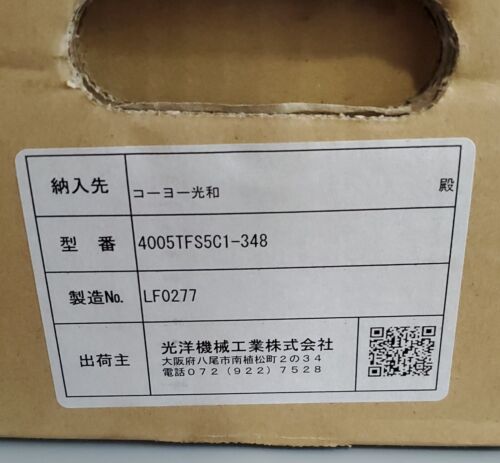 納入先 コーヨー光和 殿
型番 4005TFS5C1-348
製造No. LF0277
出荷主 光洋機械工業株式会社
大阪府八尾市南植松町2の34
電話072(922)7528